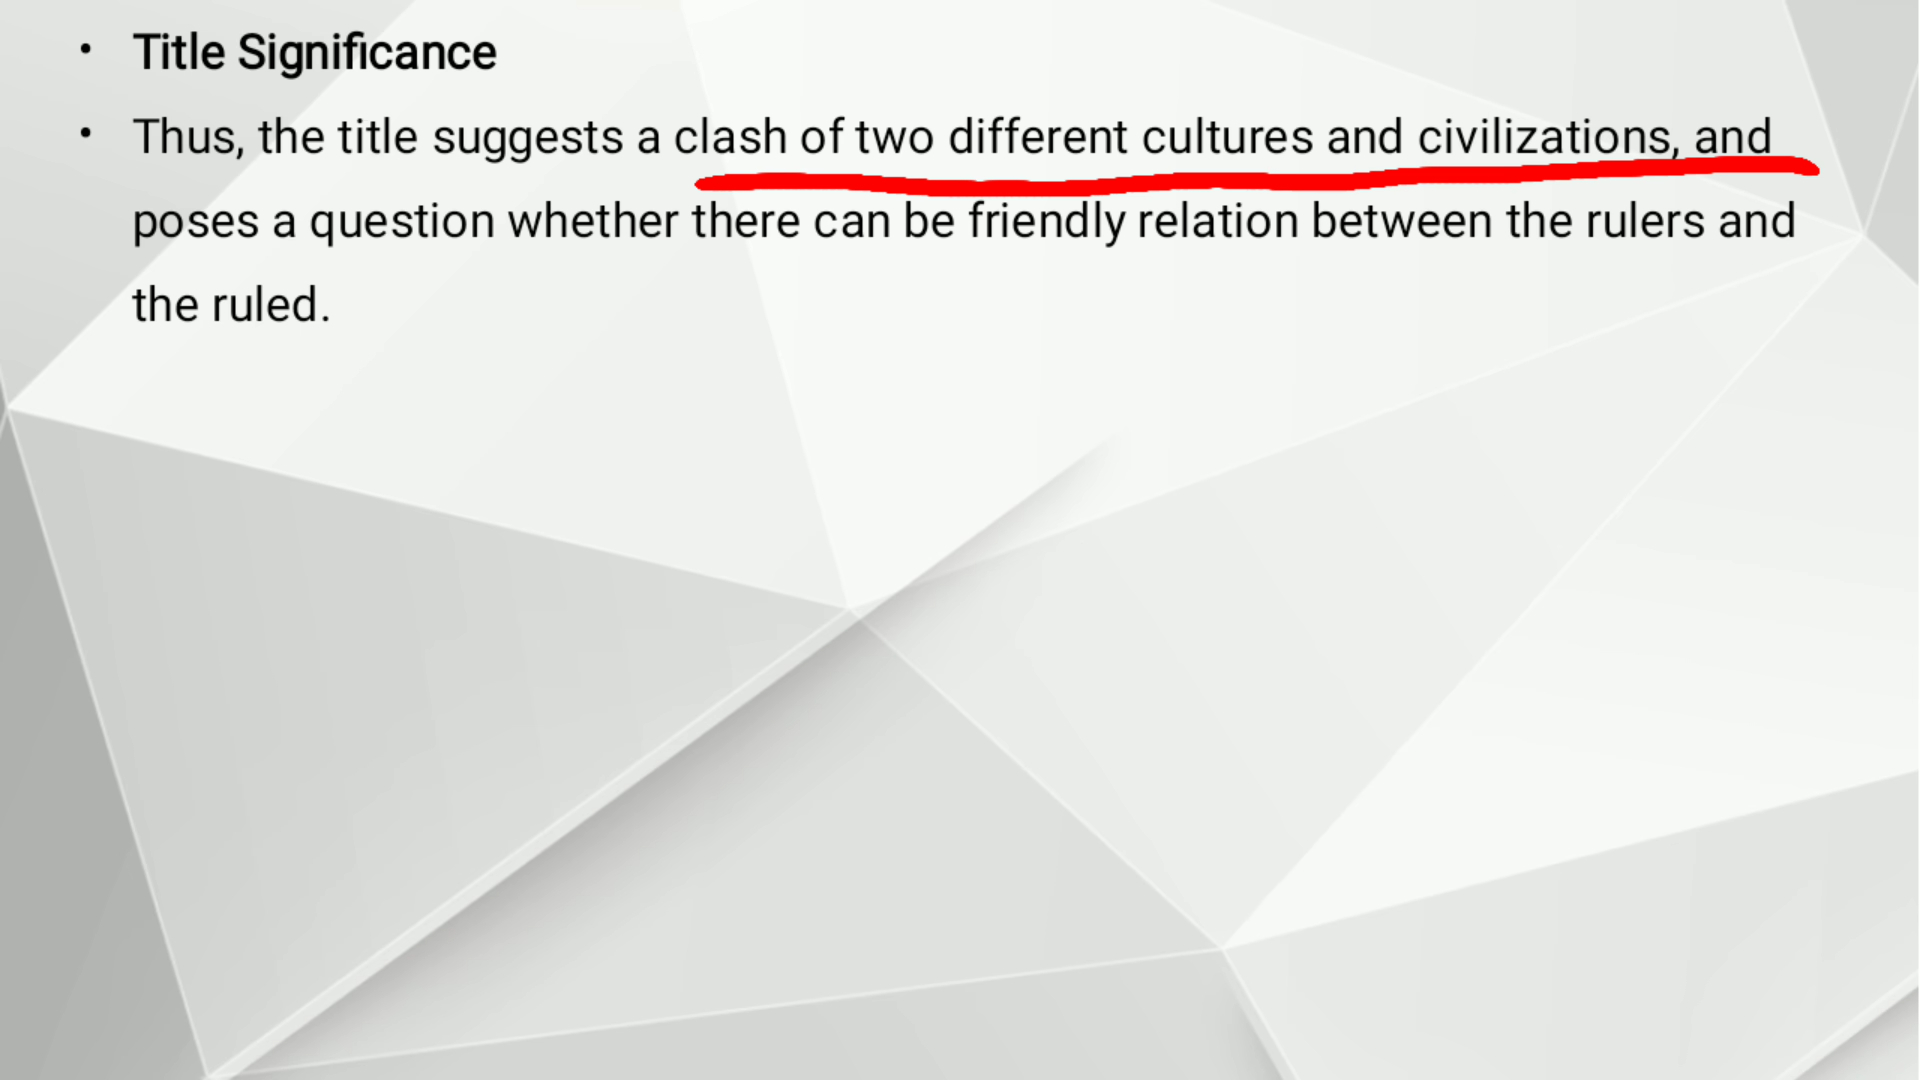 • Title Significance
• Thus, the title suggests a clash of two different cultures and civilizations, and
poses a question whether there can be friendly relation between the rulers and
the ruled.